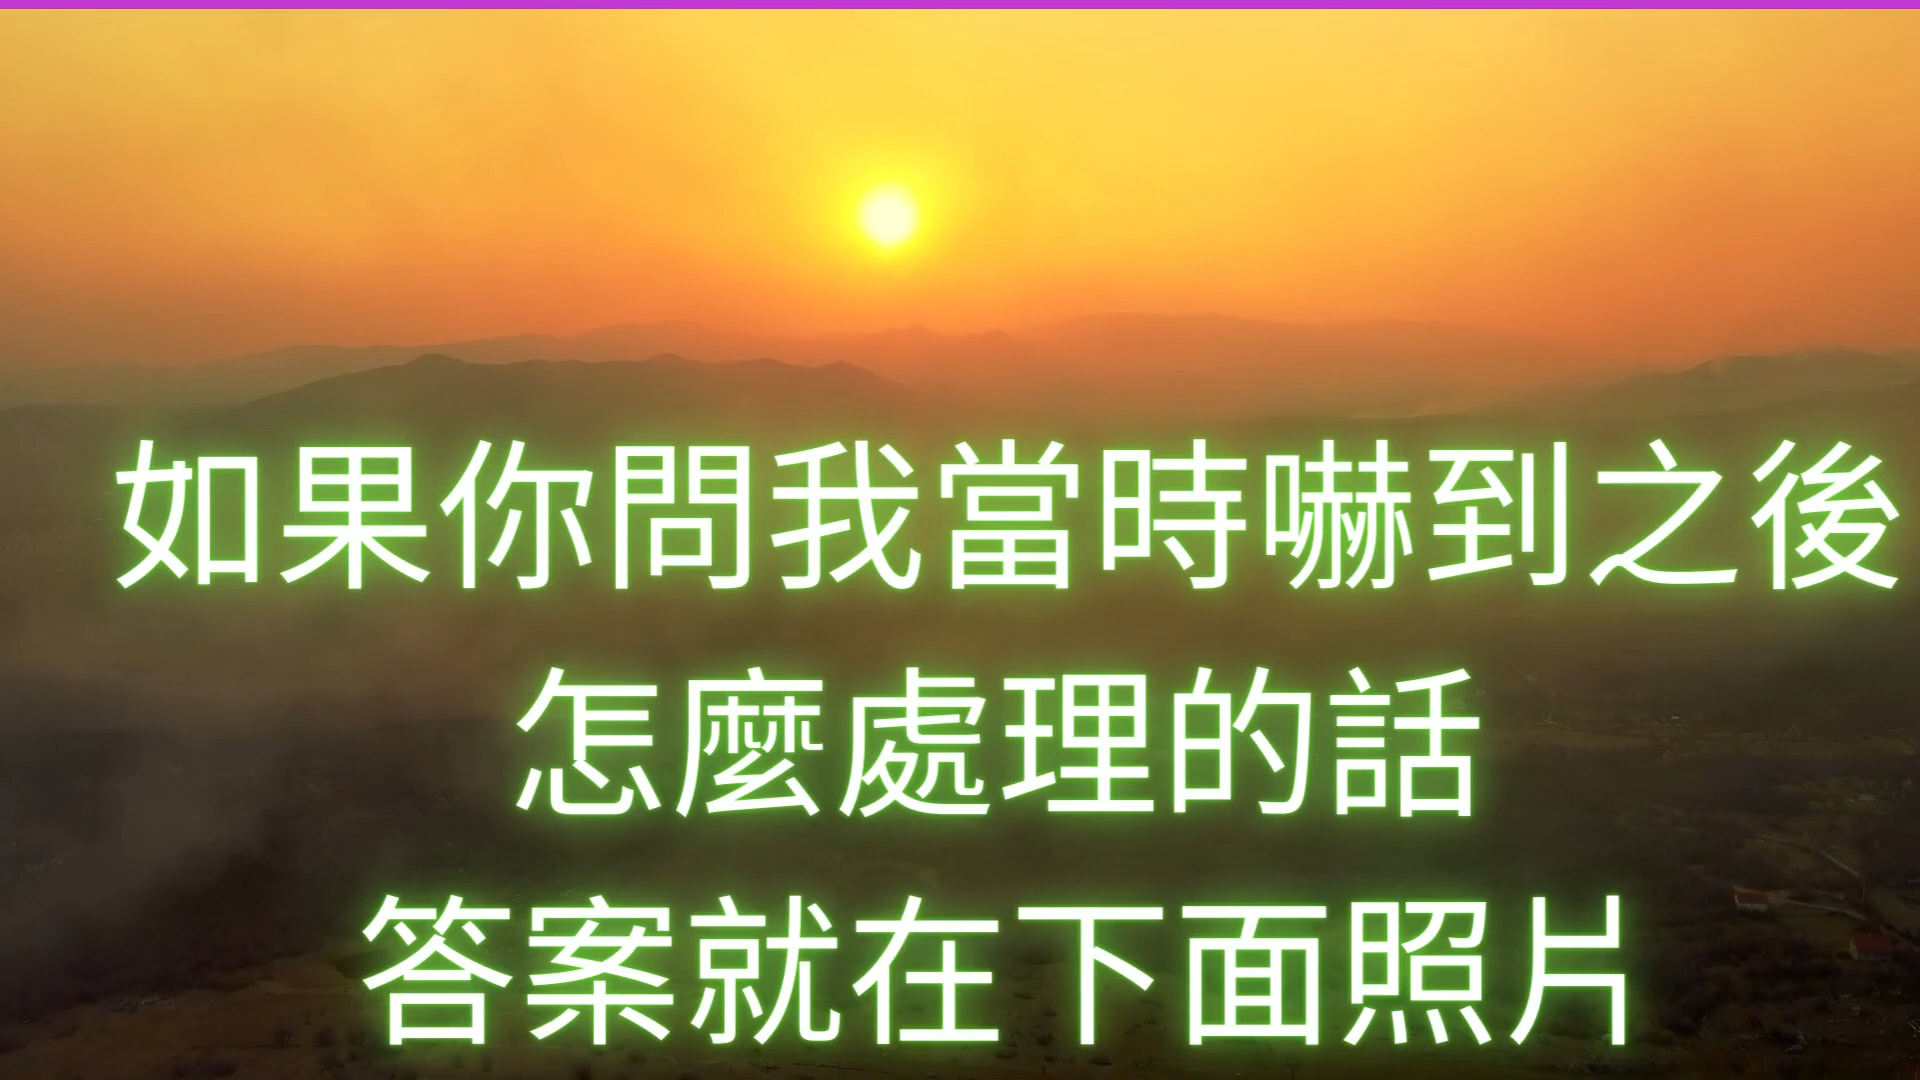 如果你問我當時嚇到之後
怎麼處理的話
答案就在下面照片